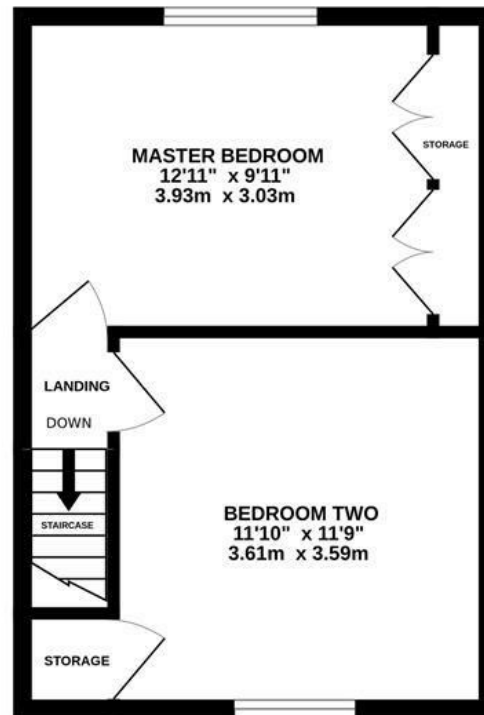 MASTER BEDROOM
12'11" x 9'11"
3.93m x 3.03m
STORAGE
LANDING
DOWN
STAIRCASE
BEDROOM TWO
11'10" x 11'9"
3.61m x 3.59m
STORAGE